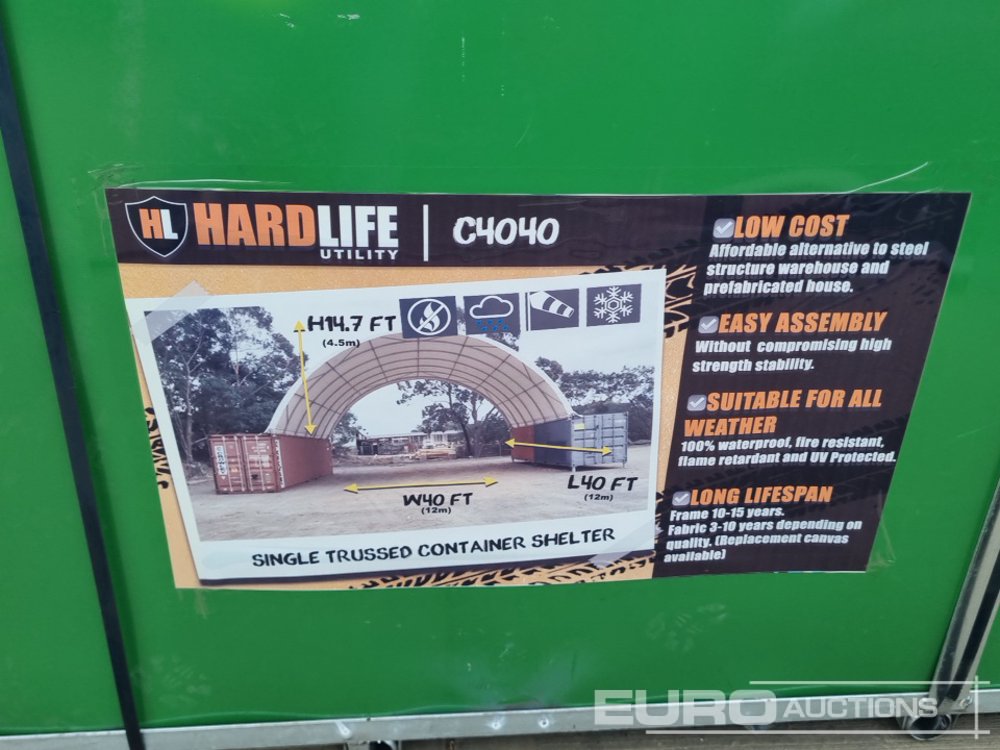 HL HARDLIFE
UTILITY
C4040
H14.7 FT
(4.5m)
W40 FT
(12m)
L40 FT
(12m)
SINGLE TRUSSED CONTAINER SHELTER
LOW COST
Affordable alternative to steel
structure warehouse and
prefabricated house.
EASY ASSEMBLY
Without compromising high
strength stability.
SUITABLE FOR ALL
WEATHER
100% waterproof, fire resistant,
flame retardant and UV Protected.
LONG LIFESPAN
Frame 10-15 years.
Fabric 3-10 years depending on
quality. (Replacement canvas
available)
EURO AUCTIONS